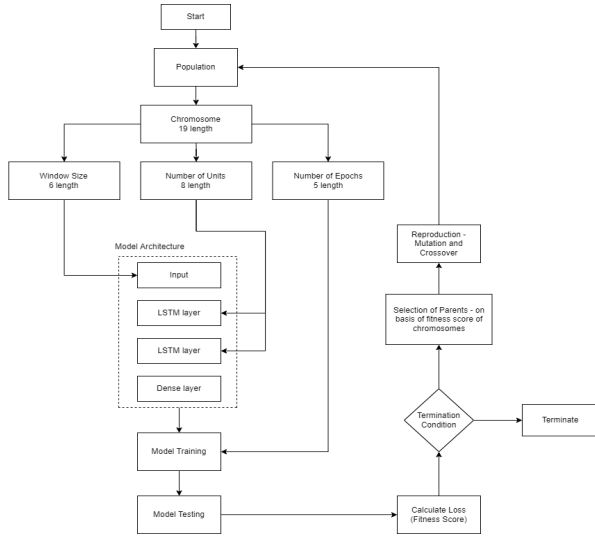 Start
Population
Chromosome
19 length
Window Size
6 length
Number of Units
8 length
Number of Epochs
5 length
Model Architecture
Input
LSTM layer
LSTM layer
Dense layer
Model Training
Model Testing
Reproduction -
Mutation and
Crossover
Selection of Parents - on
basis of fitness score of
chromosomes
Termination
Condition
Terminate
Calculate Loss
(Fitness Score)